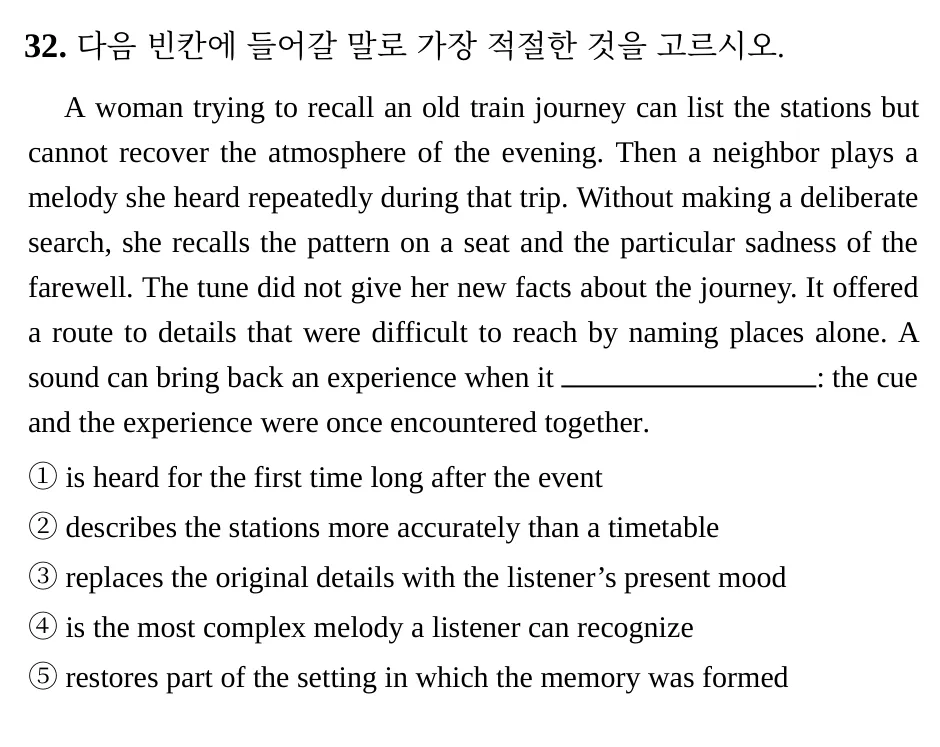 32. 다음 빈칸에 들어갈 말로 가장 적절한 것을 고르시오.
A woman trying to recall an old train journey can list the stations but
cannot recover the atmosphere of the evening. Then a neighbor plays a
melody she heard repeatedly during that trip. Without making a deliberate
search, she recalls the pattern on a seat and the particular sadness of the
farewell. The tune did not give her new facts about the journey. It offered
a route to details that were difficult to reach by naming places alone. A
sound can bring back an experience when it ________________: the cue
and the experience were once encountered together.
① is heard for the first time long after the event
② describes the stations more accurately than a timetable
③ replaces the original details with the listener’s present mood
④ is the most complex melody a listener can recognize
⑤ restores part of the setting in which the memory was formed